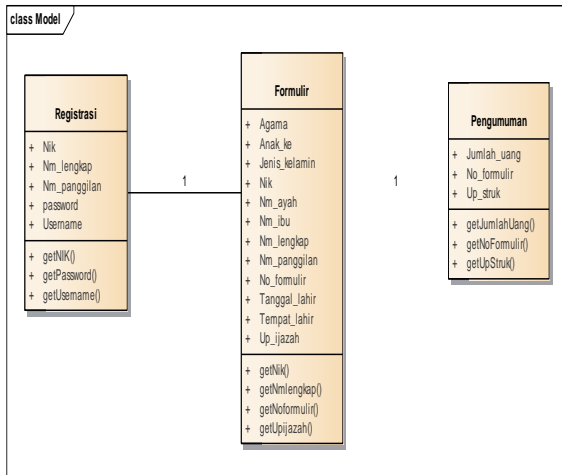 class Model
Registrasi
+ Nik
+ Nm_lengkap
+ Nm_panggilan
+ password
+ Username
+ getNIK()
+ getPassword()
+ getUsername()
1
Formulir
+ Agama
+ Anak_ke
+ Jenis_kelamin
+ Nik
+ Nm_ayah
+ Nm_ibu
+ Nm_lengkap
+ Nm_panggilan
+ No_formulir
+ Tanggal_lahir
+ Tempat_lahir
+ Up_ijazah
+ getNik()
+ getNmlengkap()
+ getNoformulir()
+ getUpijazah()
1
Pengumuman
+ Jumlah_uang
+ No_formulir
+ Up_struk
+ getJumlahUang()
+ getNoFormulir()
+ getUpStruk()